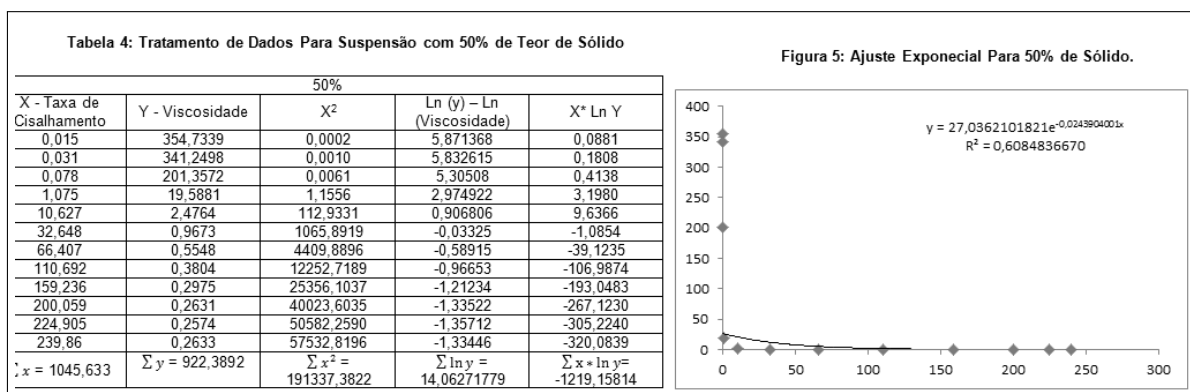 Tabela 4: Tratamento de Dados Para Suspensão com 50% de Teor de Sólido
50%
X - Taxa de Cisalhamento Y - Viscosidade X² Ln (y) – Ln (Viscosidade) X* Ln Y
0,015 354,7339 0,0002 5,871368 0,0881
0,031 341,2498 0,0010 5,832615 0,1808
0,078 201,3572 0,0061 5,30508 0,4138
1,075 19,5881 1,1556 2,974922 3,1980
10,627 2,4764 112,9331 0,906806 9,6366
32,648 0,9673 1065,8919 -0,03325 -1,0854
66,407 0,5548 4409,8896 -0,58915 -39,1235
110,692 0,3804 12252,7189 -0,96653 -106,9874
159,236 0,2975 25356,1037 -1,21234 -193,0483
200,059 0,2631 40023,6035 -1,33522 -267,1230
224,905 0,2574 50582,2590 -1,35712 -305,2240
239,86 0,2633 57532,8196 -1,33446 -320,0839
∑ x = 1045,633 ∑ y = 922,3892 ∑ x² = 191337,3822 ∑ ln y = 14,06271779 ∑ x ∗ ln y= -1219,15814
Figura 5: Ajuste Exponecial Para 50% de Sólido.
y = 27,0362101821e^-0,0243904001x
R² = 0,6084836670
400
350
300
250
200
150
100
50
0
0 50 100 150 200 250 300